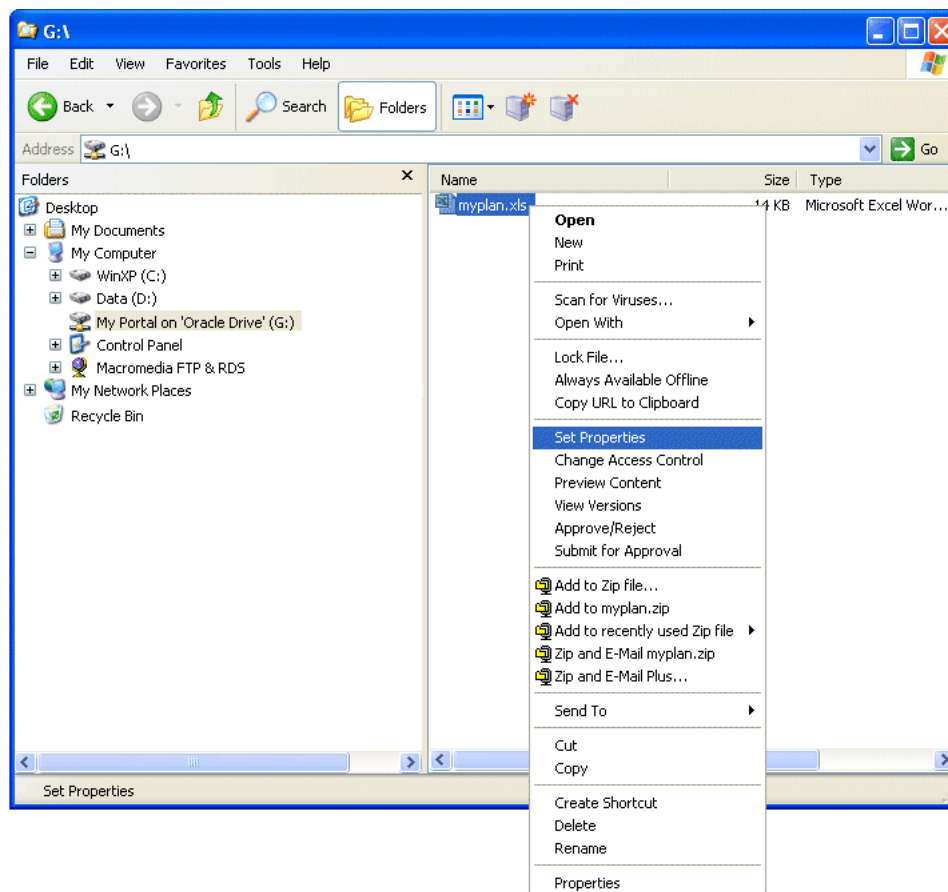 G:\
File Edit View Favorites Tools Help
Back Search Folders
Address G:\ Go
Folders
Desktop
My Documents
My Computer
WinXP (C:)
Data (D:)
My Portal on 'Oracle Drive' (G:)
Control Panel
Macromedia FTP & RDS
My Network Places
Recycle Bin
Name Size Type
myplan.xls 14 KB Microsoft Excel Wor...
Open
New
Print
Scan for Viruses...
Open With
Lock File...
Always Available Offline
Copy URL to Clipboard
Set Properties
Change Access Control
Preview Content
View Versions
Approve/Reject
Submit for Approval
Add to Zip file...
Add to myplan.zip
Add to recently used Zip file
Zip and E-Mail myplan.zip
Zip and E-Mail Plus...
Send To
Cut
Copy
Create Shortcut
Delete
Rename
Properties
Set Properties